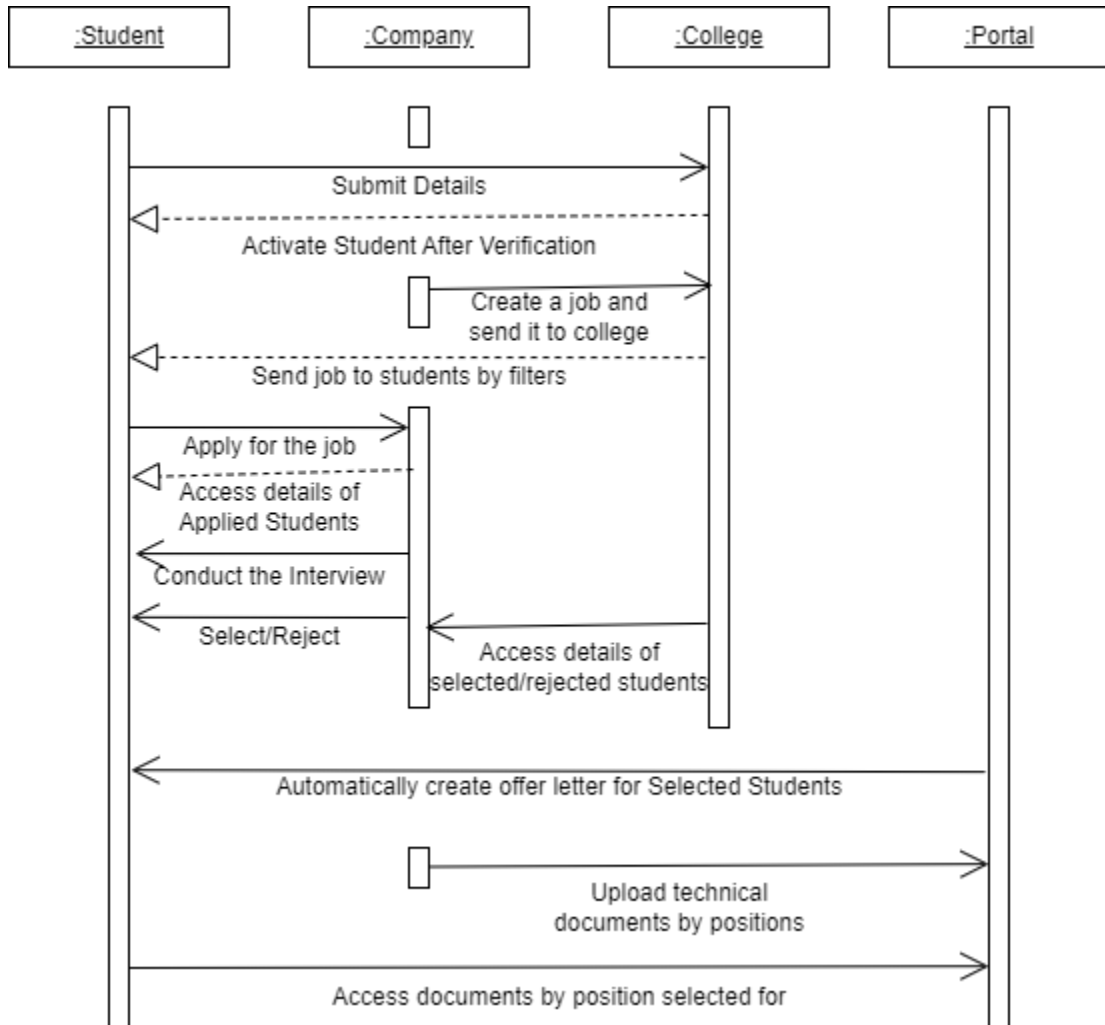 :Student
:Company
:College
:Portal
Submit Details
Activate Student After Verification
Create a job and
send it to college
Send job to students by filters
Apply for the job
Access details of
Applied Students
Conduct the Interview
Select/Reject
Access details of
selected/rejected students
Automatically create offer letter for Selected Students
Upload technical
documents by positions
Access documents by position selected for